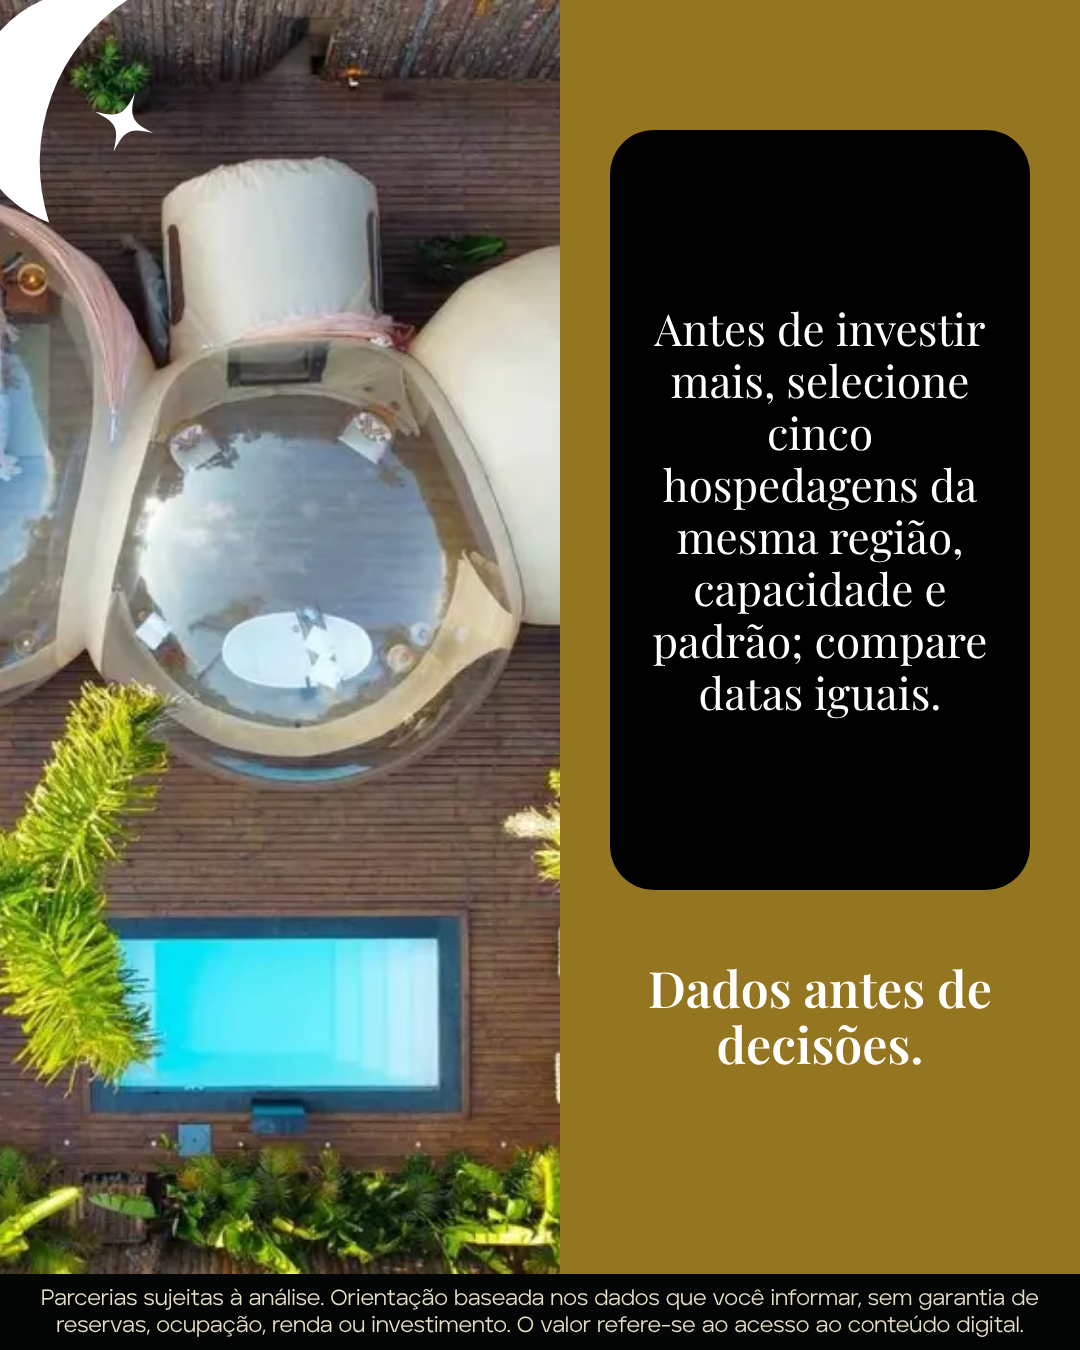 Antes de investir
mais, selecione
cinco
hospedagens da
mesma região,
capacidade e
padrão; compare
datas iguais.
Dados antes de
decisões.
Parcerias sujeitas à análise. Orientação baseada nos dados que você informar, sem garantia de
reservas, ocupação, renda ou investimento. O valor refere-se ao acesso ao conteúdo digital.